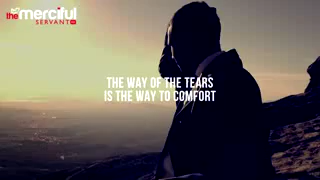 the merciful
SERVANT
THE WAY OF THE TEARS
IS THE WAY TO COMFORT